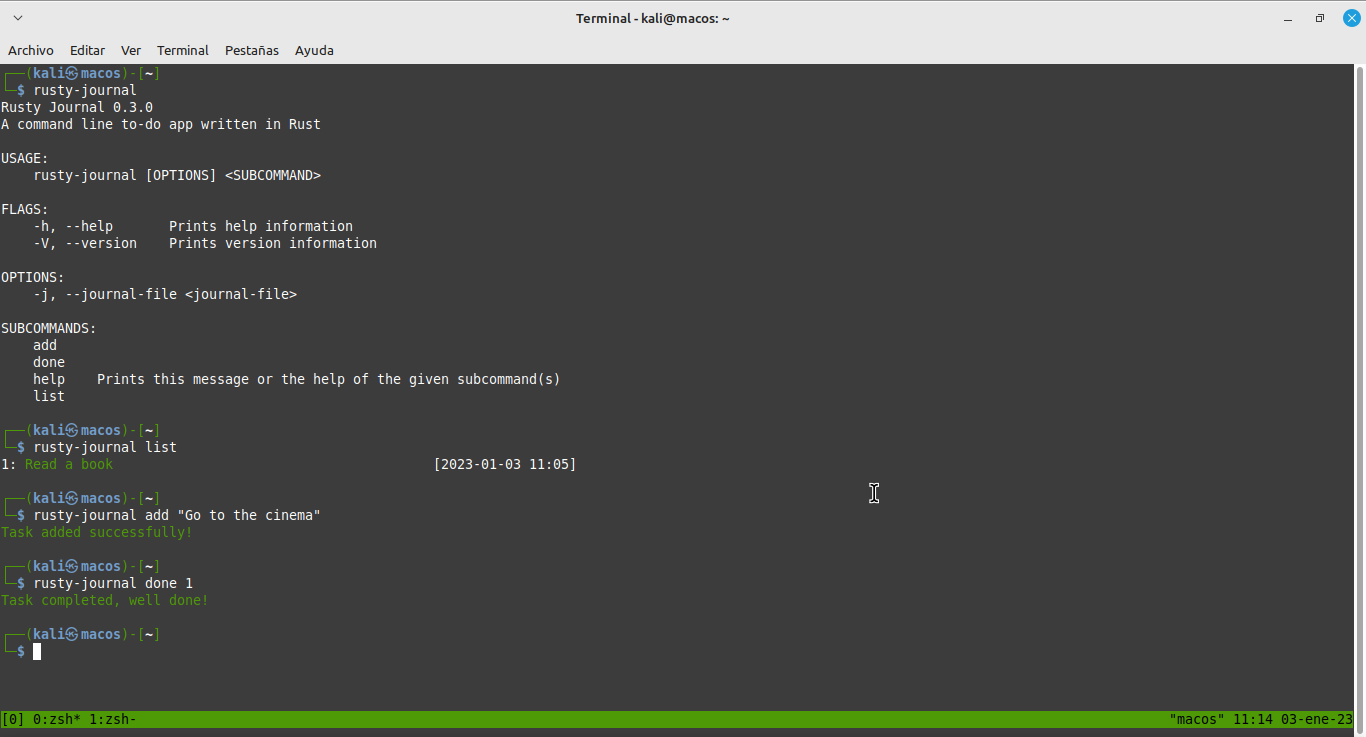 Terminal - kali@macos: ~
Archivo Editar Ver Terminal Pestañas Ayuda
┌──(kali㉿macos)-[~]
└─$ rusty-journal
Rusty Journal 0.3.0
A command line to-do app written in Rust
USAGE:
    rusty-journal [OPTIONS] <SUBCOMMAND>
FLAGS:
    -h, --help       Prints help information
    -V, --version    Prints version information
OPTIONS:
    -j, --journal-file <journal-file>
SUBCOMMANDS:
    add
    done
    help    Prints this message or the help of the given subcommand(s)
    list
┌──(kali㉿macos)-[~]
└─$ rusty-journal list
1: Read a book                                        [2023-01-03 11:05]
┌──(kali㉿macos)-[~]
└─$ rusty-journal add "Go to the cinema"
Task added successfully!
┌──(kali㉿macos)-[~]
└─$ rusty-journal done 1
Task completed, well done!
┌──(kali㉿macos)-[~]
└─$
[0] 0:zsh* 1:zsh- "macos" 11:14 03-ene-23